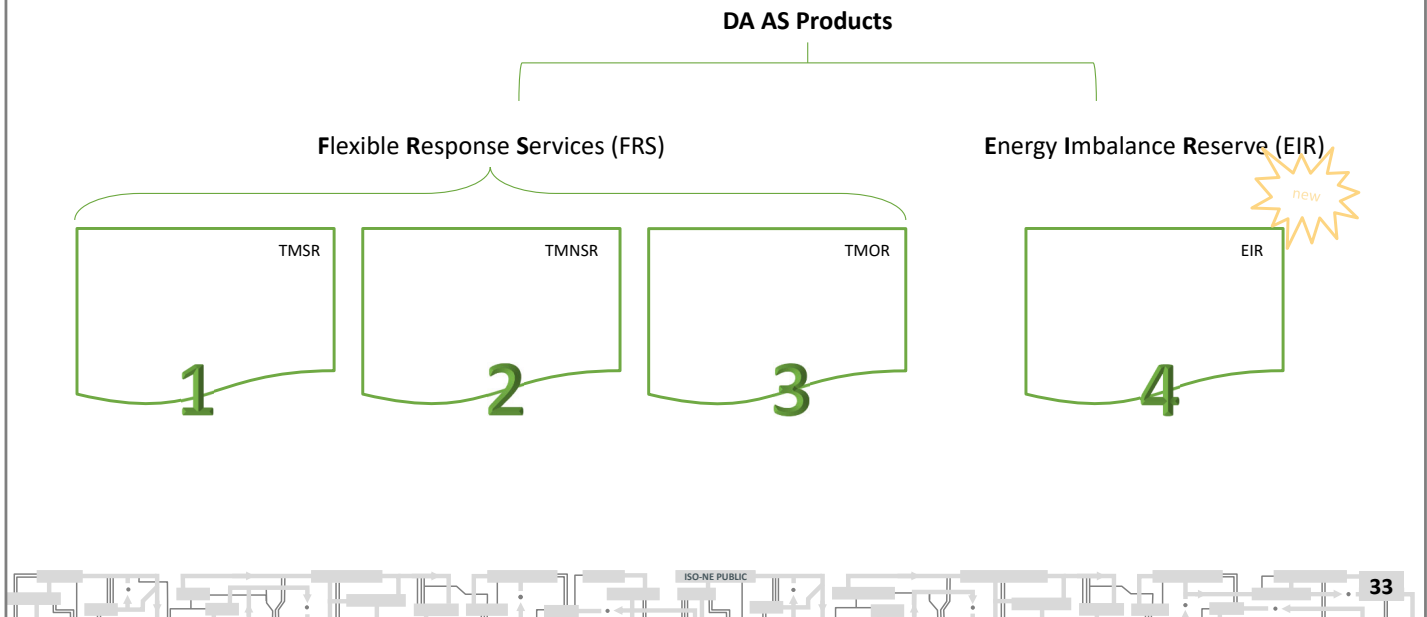 DA AS Products
Flexible Response Services (FRS)
Energy Imbalance Reserve (EIR)
new
TMSR
TMNSR
TMOR
EIR
1
2
3
4
ISO-NE PUBLIC
33